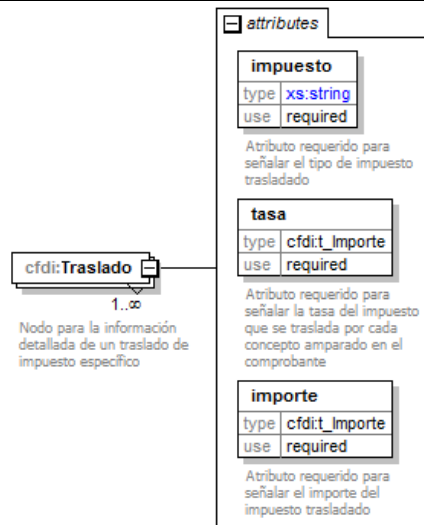 attributes
impuesto
type xs:string
use required
Atributo requerido para
señalar el tipo de impuesto
trasladado
tasa
type cfdi:t_Importe
use required
Atributo requerido para
señalar la tasa del impuesto
que se traslada por cada
concepto amparado en el
comprobante
cfdi:Traslado
1..∞
Nodo para la información
detallada de un traslado de
impuesto específico
importe
type cfdi:t_Importe
use required
Atributo requerido para
señalar el importe del
impuesto trasladado